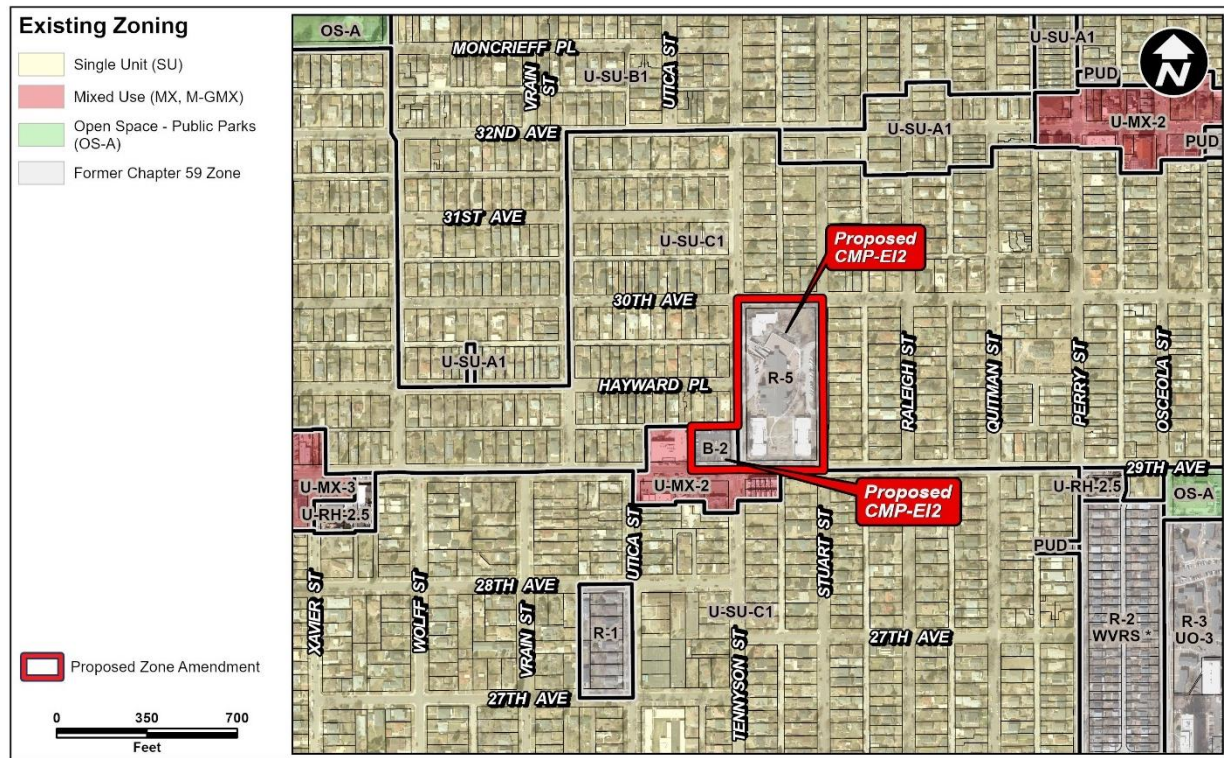 Existing Zoning
Single Unit (SU)
Mixed Use (MX, M-GMX)
Open Space - Public Parks
(OS-A)
Former Chapter 59 Zone
Proposed Zone Amendment
0 350 700
Feet
OS-A
MONCRIEFF PL
VRAIN ST
U-SU-B1
UTICA ST
U-SU-A1
PUD
N
32ND AVE
U-SU-A1
U-MX-2
PUD
31ST AVE
U-SU-C1
Proposed
CMP-EI2
30TH AVE
U-SU-A1
HAYWARD PL
R-5
RALEIGH ST
QUITMAN ST
PERRY ST
OSCEOLA ST
B-2
29TH AVE
U-MX-3
U-RH-2.5
U-MX-2
Proposed
CMP-EI2
U-RH-2.5
OS-A
XAVIER ST
WOLFF ST
UTICA ST
STUART ST
PUD
28TH AVE
VRAIN ST
R-1
U-SU-C1
TENNYSON ST
27TH AVE
R-2
WVRS *
R-3
UO-3
27TH AVE